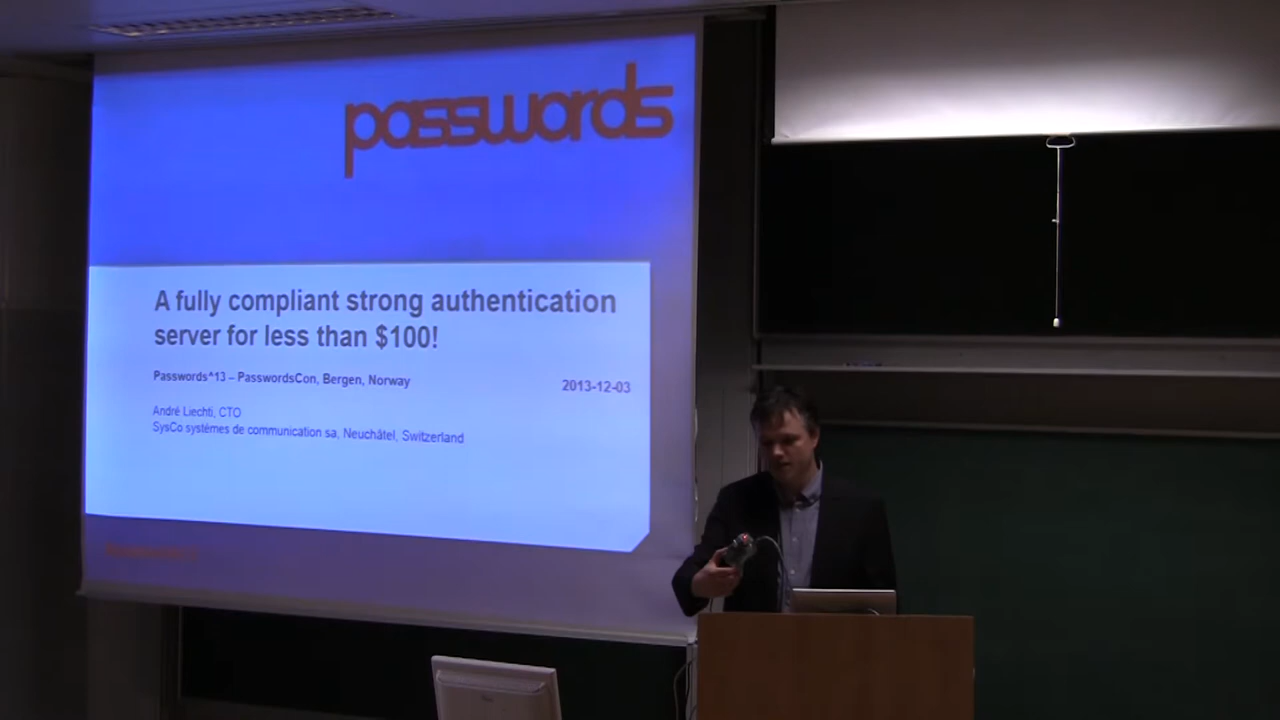 passwords
A fully compliant strong authentication
server for less than $100!
Passwords^13 – PasswordsCon, Bergen, Norway
2013-12-03
André Liechti, CTO
SysCo systèmes de communication sa, Neuchâtel, Switzerland